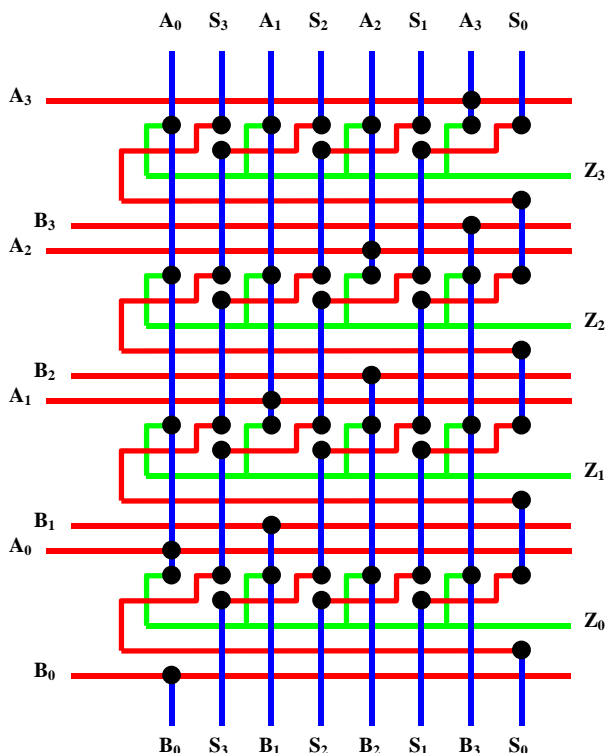 A₀ S₃ A₁ S₂ A₂ S₁ A₃ S₀
A₃
Z₃
B₃
A₂
Z₂
B₂
A₁
Z₁
B₁
A₀
Z₀
B₀
B₀ S₃ B₁ S₂ B₂ S₁ B₃ S₀